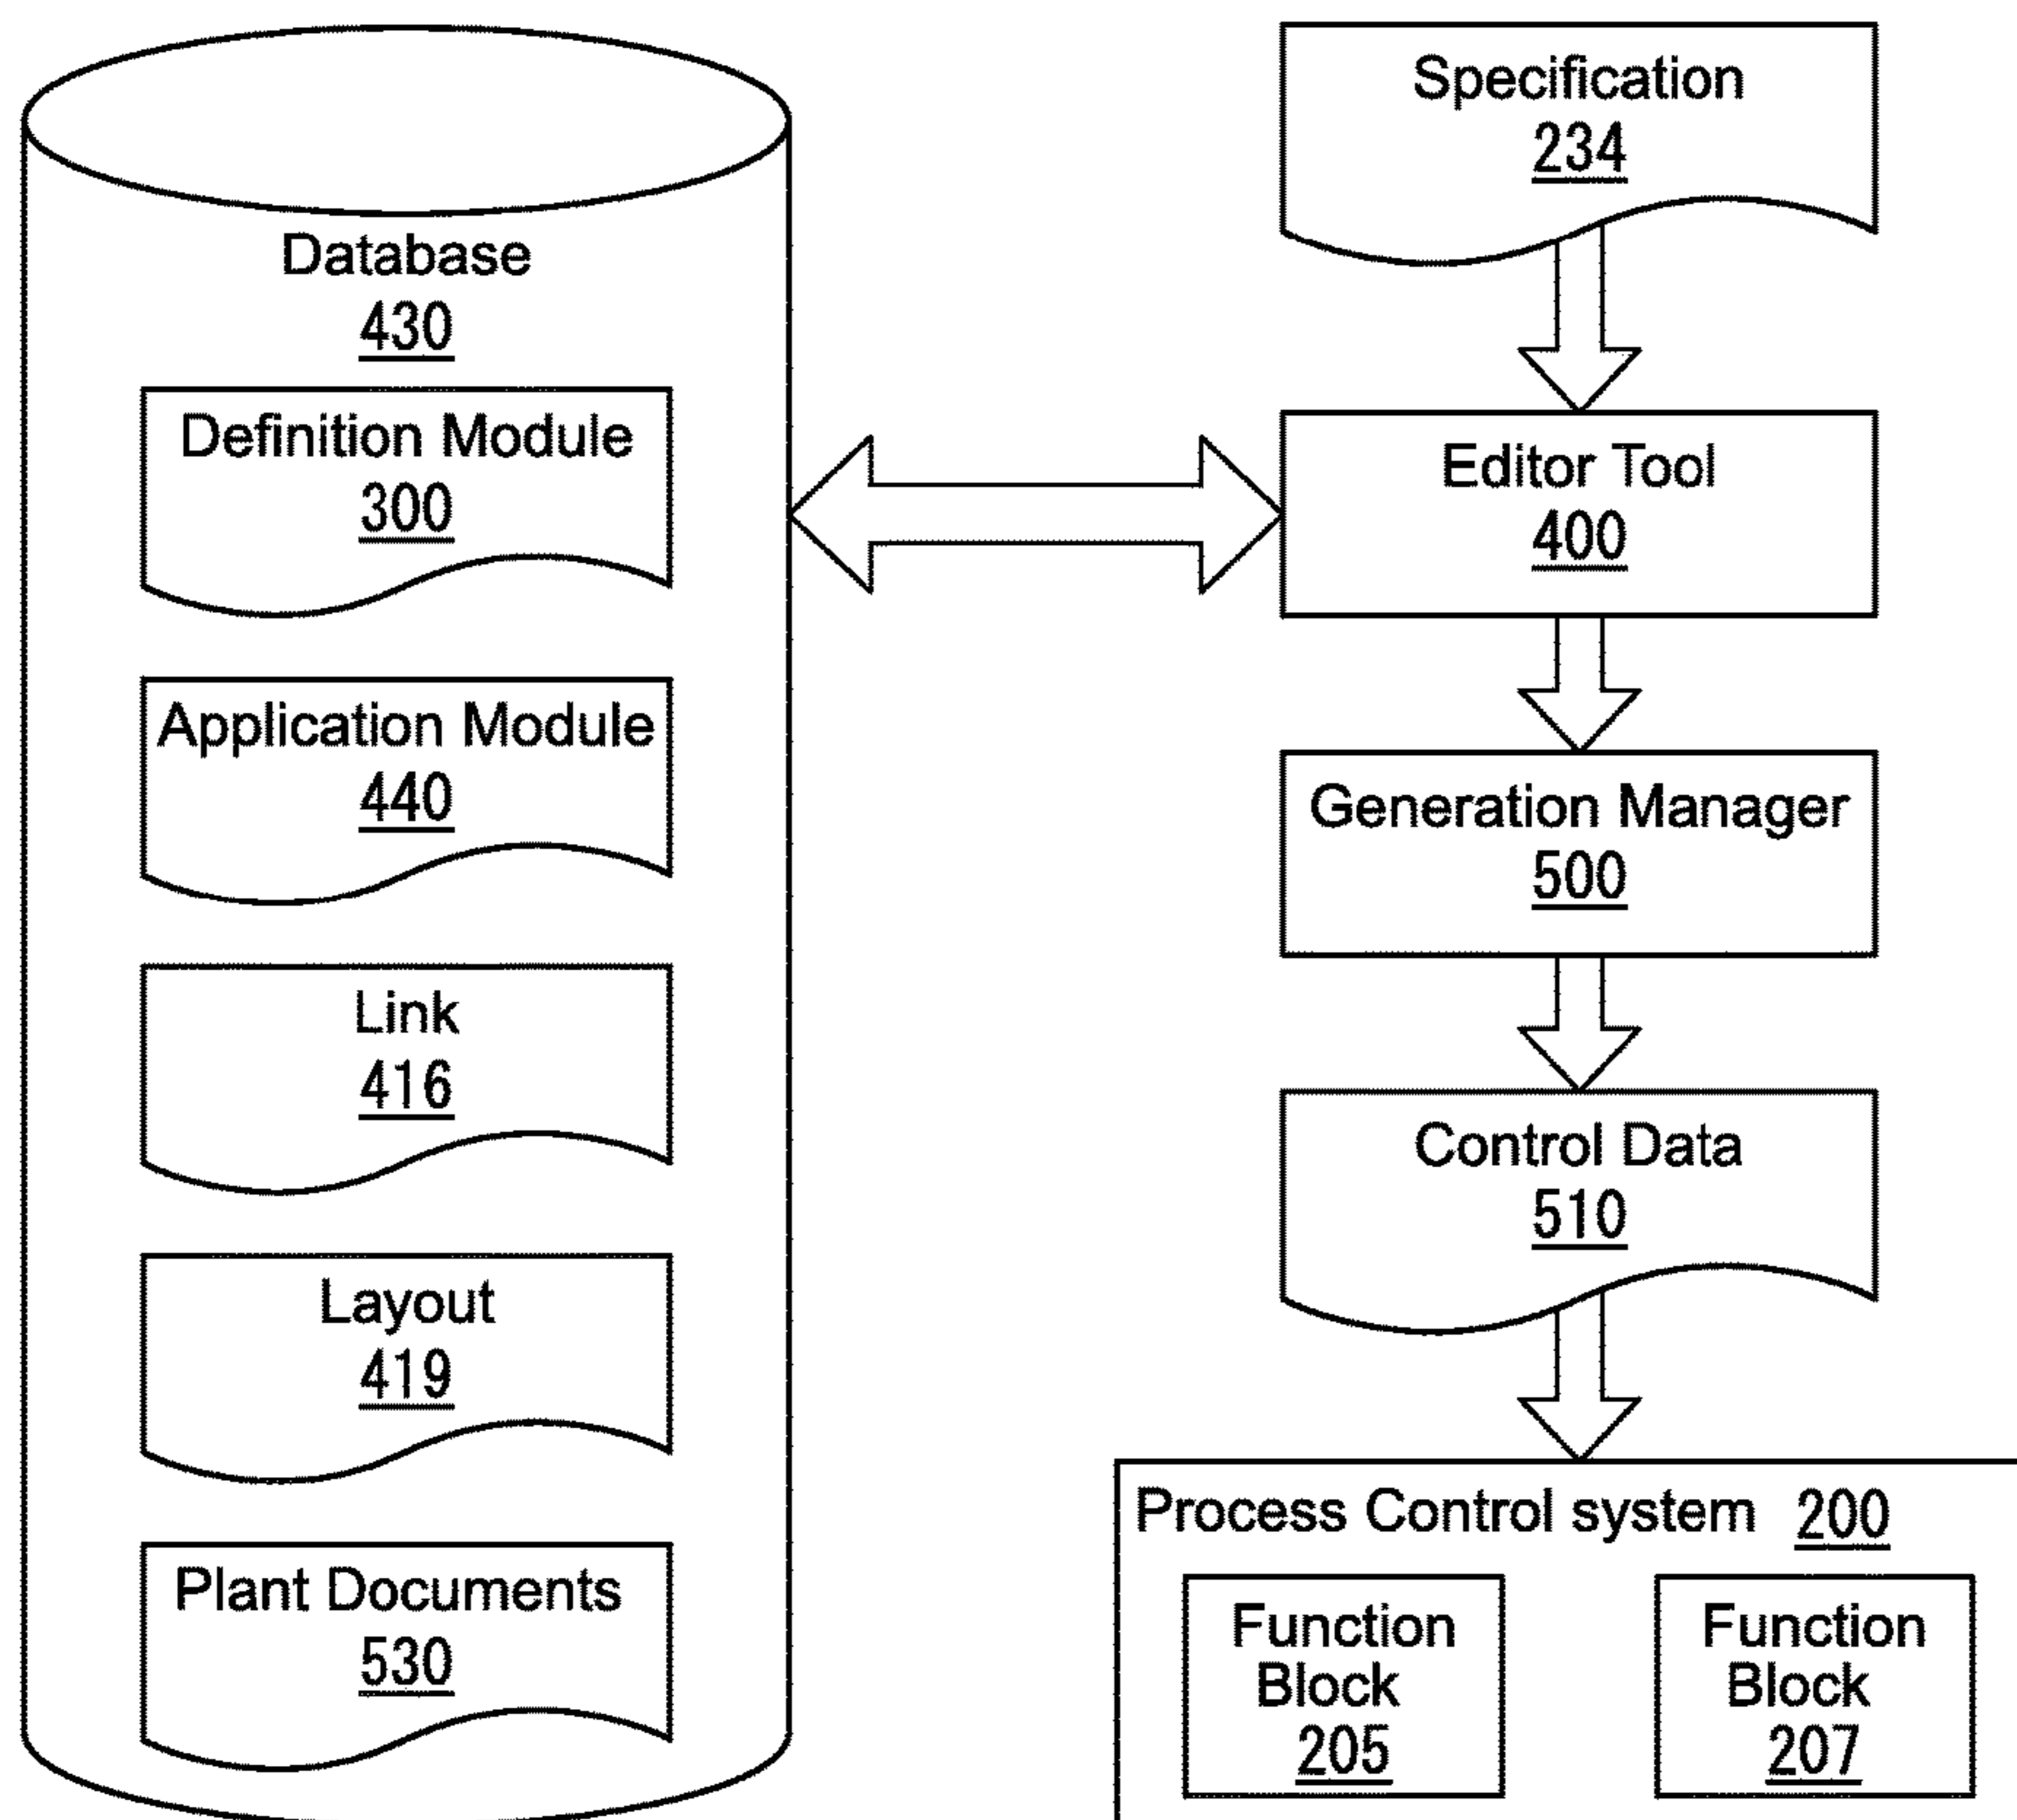 Database
430
Definition Module
300
Application Module
440
Link
416
Layout
419
Plant Documents
530
Specification
234
Editor Tool
400
Generation Manager
500
Control Data
510
Process Control system 200
Function
Block
205
Function
Block
207